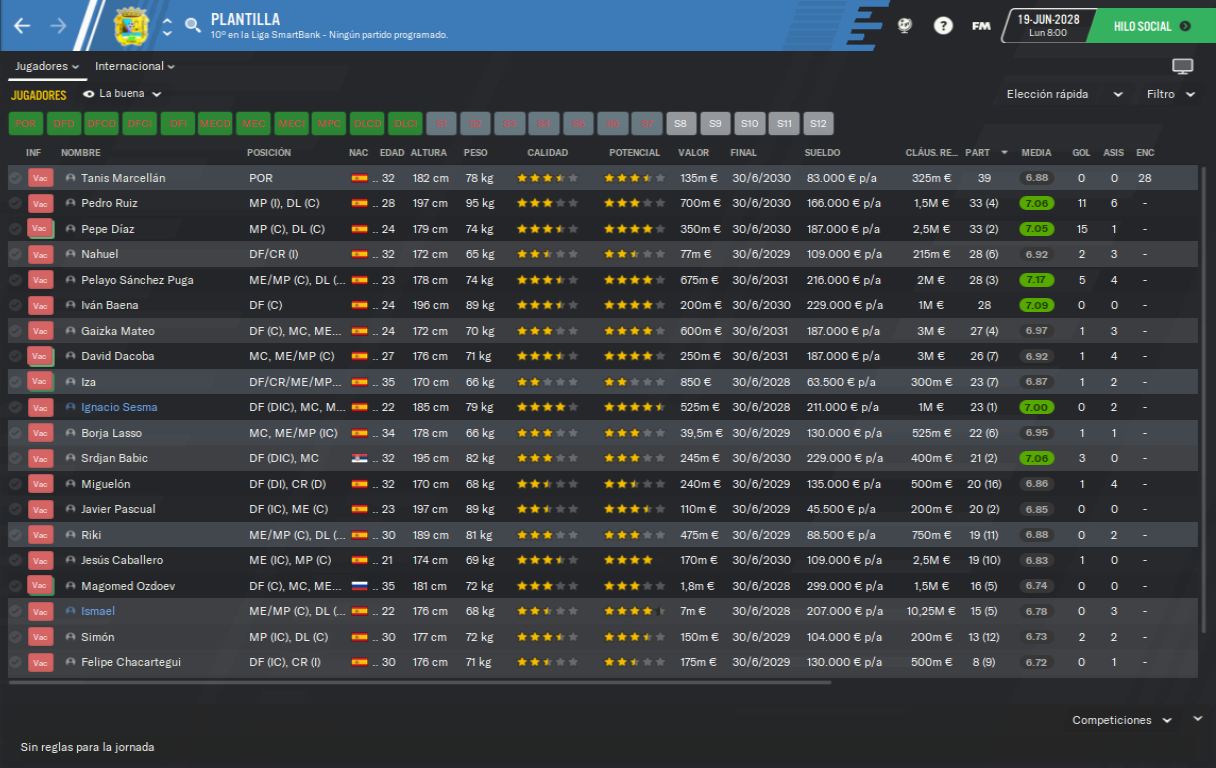 PLANTILLA
10º en la Liga SmartBank - Ningún partido programado.
? FM 19-JUN-2028 HILO SOCIAL
Lun 8:00
Jugadores Internacional
JUGADORES La buena Elección rápida Filtro
POR DFD DFCD DFCI DFI MECD MEC MECI MPC DLCD DLCI S1 S2 S3 S4 S5 S6 S7 S8 S9 S10 S11 S12
INF NOMBRE POSICIÓN NAC EDAD ALTURA PESO CALIDAD POTENCIAL VALOR FINAL SUELDO CLÁUS. RE... PART MEDIA GOL ASIS ENC
Vac Tanis Marcellán POR .. 32 182 cm 78 kg 135m € 30/6/2030 83.000 € p/a 325m € 39 6.88 0 0 28
Vac Pedro Ruiz MP (I), DL (C) .. 28 197 cm 95 kg 700m € 30/6/2030 166.000 € p/a 1,5M € 33 (4) 7.06 11 6 -
Vac Pepe Díaz MP (C), DL (C) .. 24 179 cm 74 kg 350m € 30/6/2030 187.000 € p/a 2,5M € 33 (2) 7.05 15 1 -
Vac Nahuel DF/CR (I) .. 32 172 cm 65 kg 77m € 30/6/2029 109.000 € p/a 215m € 28 (6) 6.92 2 3 -
Vac Pelayo Sánchez Puga ME/MP (C), DL (... .. 23 178 cm 74 kg 675m € 30/6/2031 216.000 € p/a 2M € 28 (3) 7.17 5 4 -
Vac Iván Baena DF (C) .. 24 196 cm 89 kg 200m € 30/6/2030 229.000 € p/a 1M € 28 7.09 0 0 -
Vac Gaizka Mateo DF (C), MC, ME... .. 24 172 cm 70 kg 600m € 30/6/2031 187.000 € p/a 3M € 27 (4) 6.97 1 3 -
Vac David Dacoba MC, ME/MP (C) .. 27 176 cm 71 kg 250m € 30/6/2031 187.000 € p/a 3M € 26 (7) 6.92 1 4 -
Vac Iza DF/CR/ME/MP... .. 35 170 cm 66 kg 850 € 30/6/2028 63.500 € p/a 300m € 23 (7) 6.87 1 2 -
Vac Ignacio Sesma DF (DIC), MC, M... .. 22 185 cm 79 kg 525m € 30/6/2028 211.000 € p/a 1M € 23 (1) 7.00 0 2 -
Vac Borja Lasso MC, ME/MP (IC) .. 34 178 cm 66 kg 39,5m € 30/6/2029 130.000 € p/a 525m € 22 (6) 6.95 1 1 -
Vac Srdjan Babic DF (DIC), MC .. 32 195 cm 82 kg 245m € 30/6/2030 229.000 € p/a 400m € 21 (2) 7.06 3 0 -
Vac Miguelón DF (DI), CR (D) .. 32 170 cm 68 kg 240m € 30/6/2029 135.000 € p/a 500m € 20 (16) 6.86 1 4 -
Vac Javier Pascual DF (IC), ME (C) .. 23 197 cm 89 kg 110m € 30/6/2029 45.500 € p/a 200m € 20 (2) 6.85 0 0 -
Vac Riki ME/MP (C), DL (... .. 30 189 cm 81 kg 475m € 30/6/2029 88.500 € p/a 750m € 19 (11) 6.88 0 2 -
Vac Jesús Caballero ME (IC), MP (C) .. 21 174 cm 69 kg 170m € 30/6/2030 109.000 € p/a 2,5M € 19 (10) 6.83 1 0 -
Vac Magomed Ozdoev DF (C), MC, ME... .. 35 181 cm 72 kg 1,8m € 30/6/2028 299.000 € p/a 1,5M € 16 (5) 6.74 0 0 -
Vac Ismael ME/MP (C), DL (... .. 22 176 cm 68 kg 7m € 30/6/2028 207.000 € p/a 10,25M € 15 (5) 6.78 0 3 -
Vac Simón MP (IC), DL (C) .. 30 177 cm 72 kg 150m € 30/6/2029 104.000 € p/a 200m € 13 (12) 6.73 2 2 -
Vac Felipe Chacartegui DF (IC), CR (I) .. 30 176 cm 71 kg 175m € 30/6/2029 130.000 € p/a 500m € 8 (9) 6.72 0 1 -
Competiciones
Sin reglas para la jornada